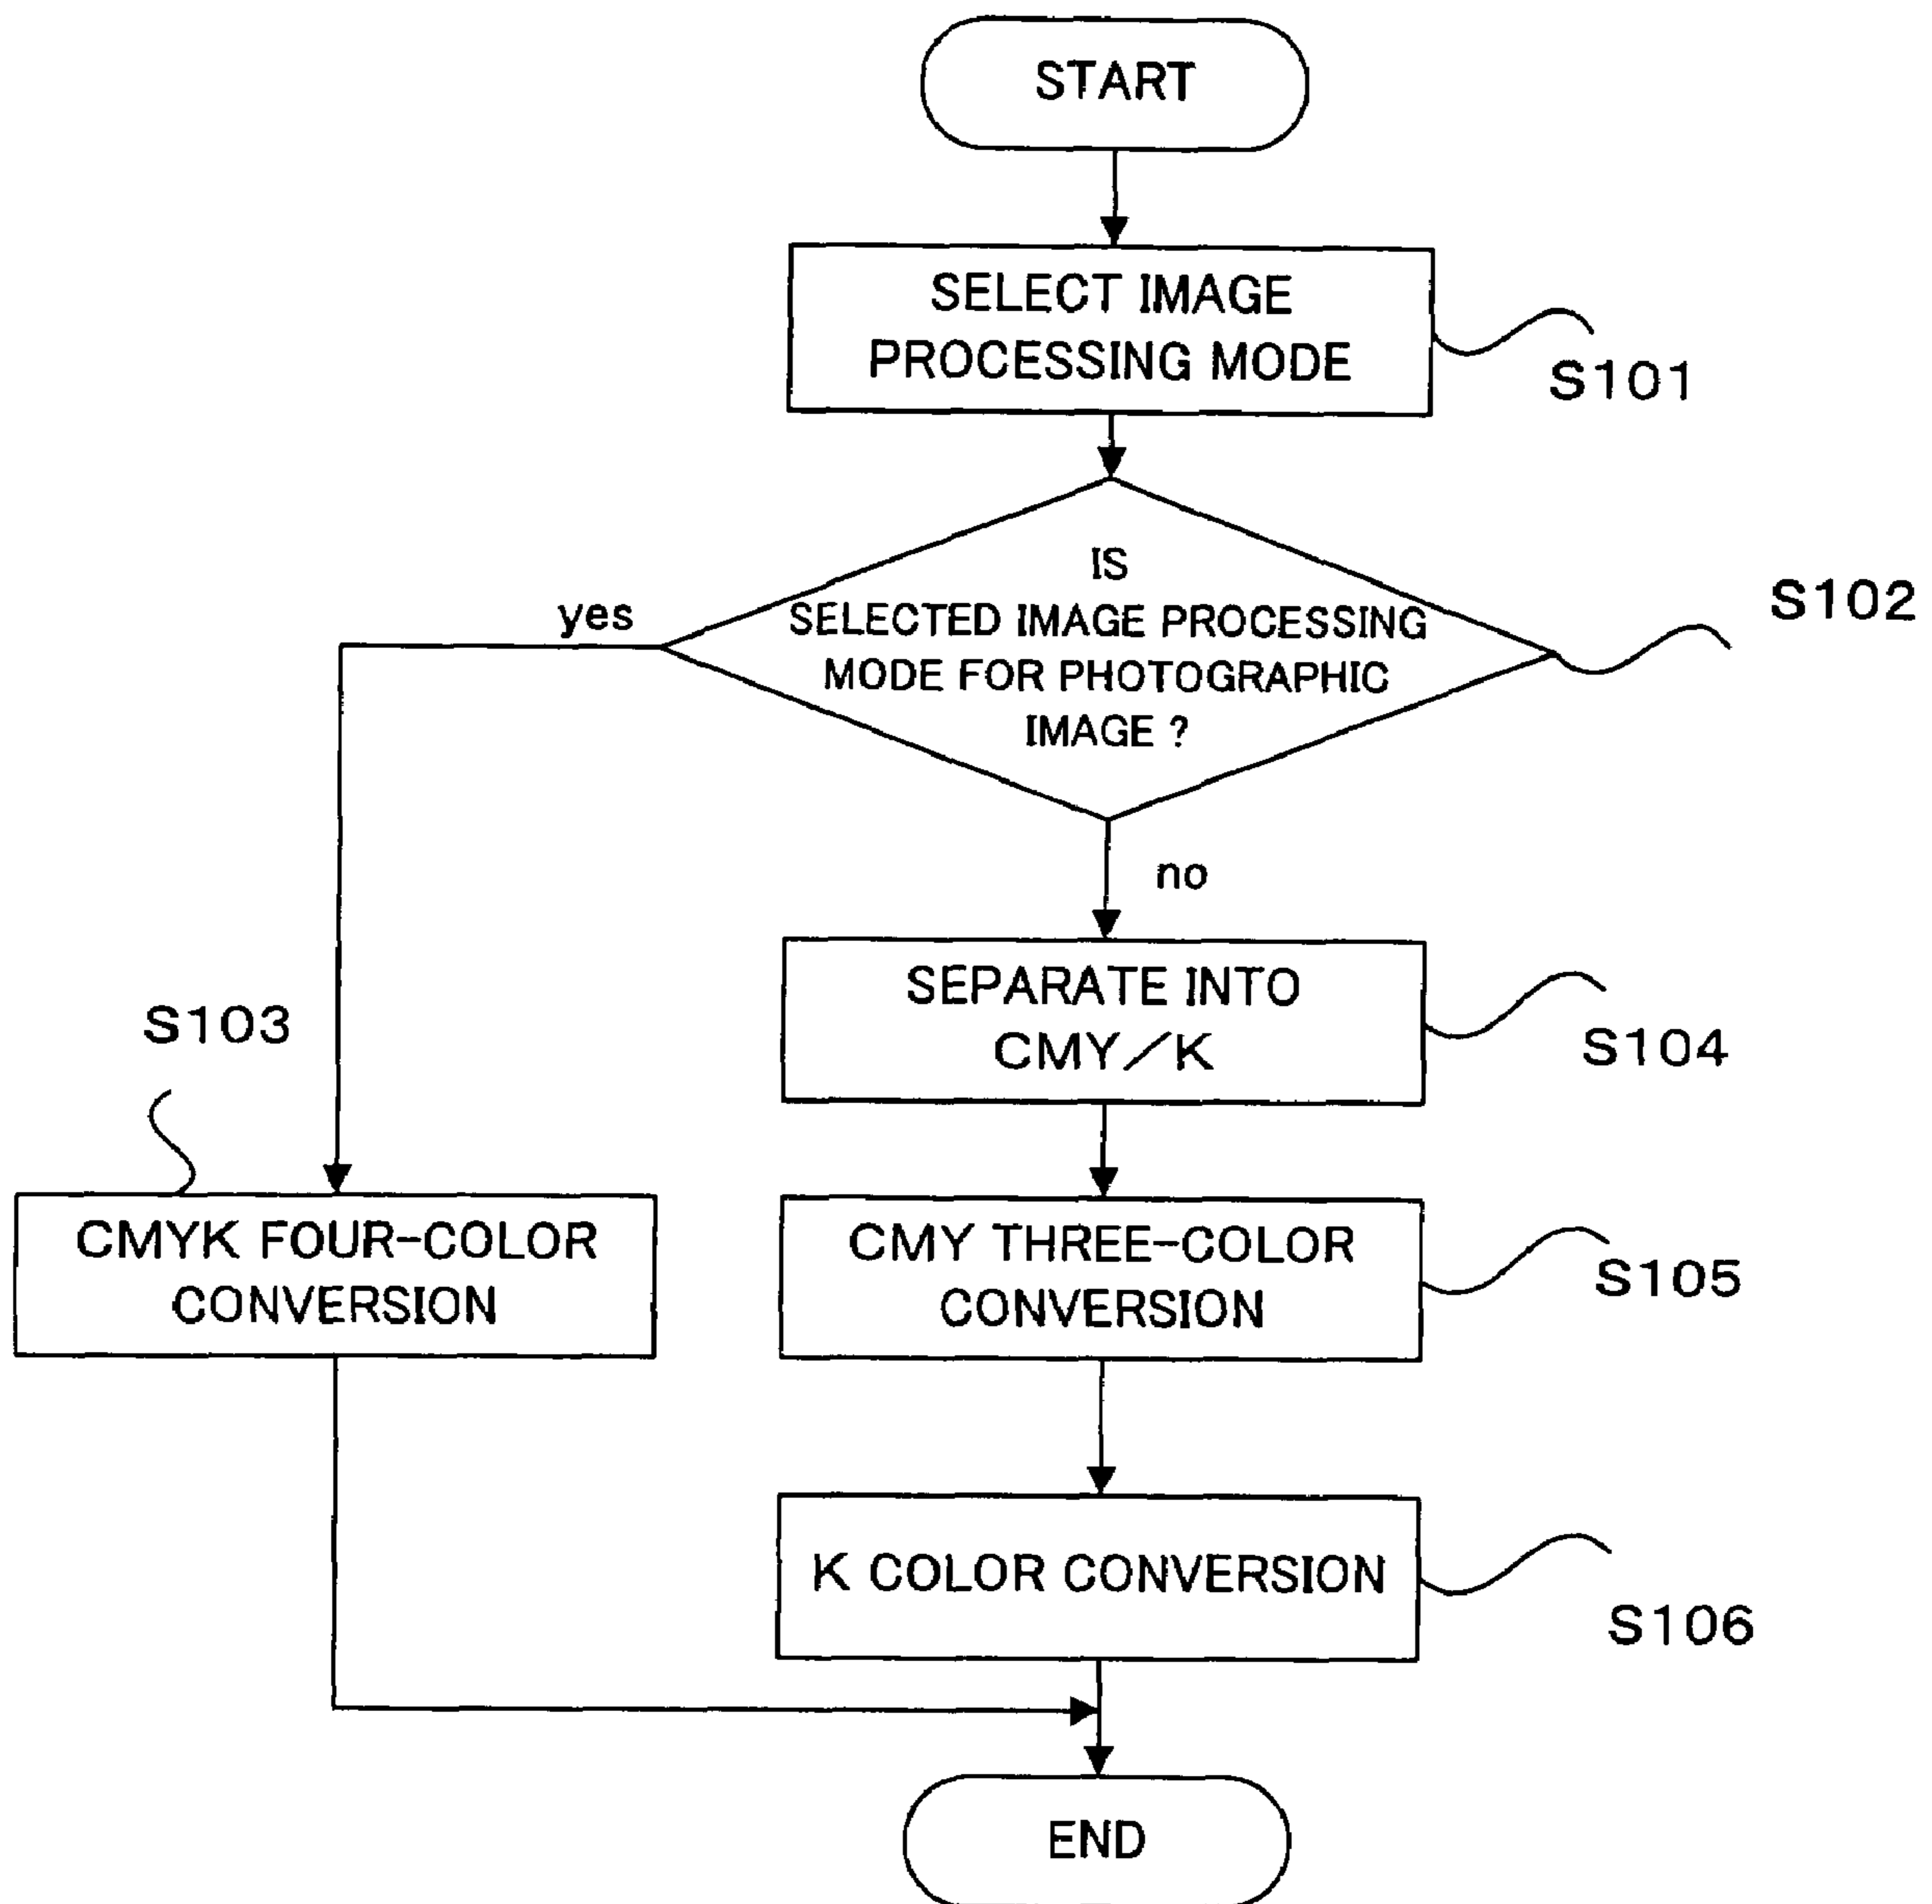 START
SELECT IMAGE
PROCESSING MODE
S101
IS
SELECTED IMAGE PROCESSING
MODE FOR PHOTOGRAPHIC
IMAGE ?
S102
yes
no
SEPARATE INTO
CMY/K
S104
S103
CMYK FOUR-COLOR
CONVERSION
CMY THREE-COLOR
CONVERSION
S105
K COLOR CONVERSION
S106
END